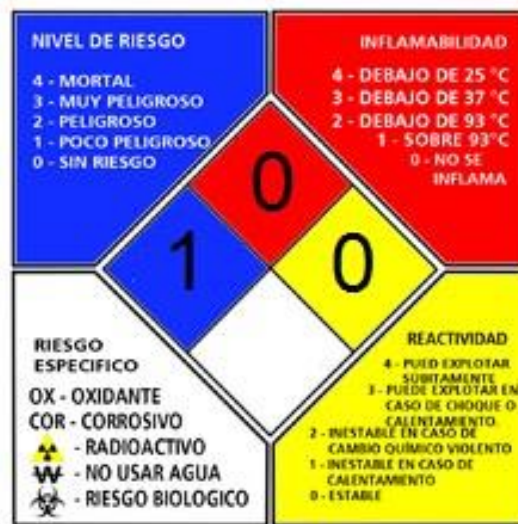 NIVEL DE RIESGO
4 - MORTAL
3 - MUY PELIGROSO
2 - PELIGROSO
1 - POCO PELIGROSO
0 - SIN RIESGO
INFLAMABILIDAD
4 - DEBAJO DE 25 °C
3 - DEBAJO DE 37 °C
2 - DEBAJO DE 93 °C
1 - SOBRE 93°C
0 - NO SE
INFLAMA
0
1
0
RIESGO
ESPECIFICO
OX - OXIDANTE
COR - CORROSIVO
- RADIOACTIVO
W - NO USAR AGUA
- RIESGO BIOLOGICO
REACTIVIDAD
4 - PUED EXPLOTAR
SUBITAMENTE
3 - PUEDE EXPLOTAR EN
CASO DE CHOQUE O
CALENTAMIENTO.
2 - INESTABLE EN CASO DE
CAMBIO QUÍMICO VIOLENTO
1 - INESTABLE EN CASO DE
CALENTAMIENTO
0 - ESTABLE